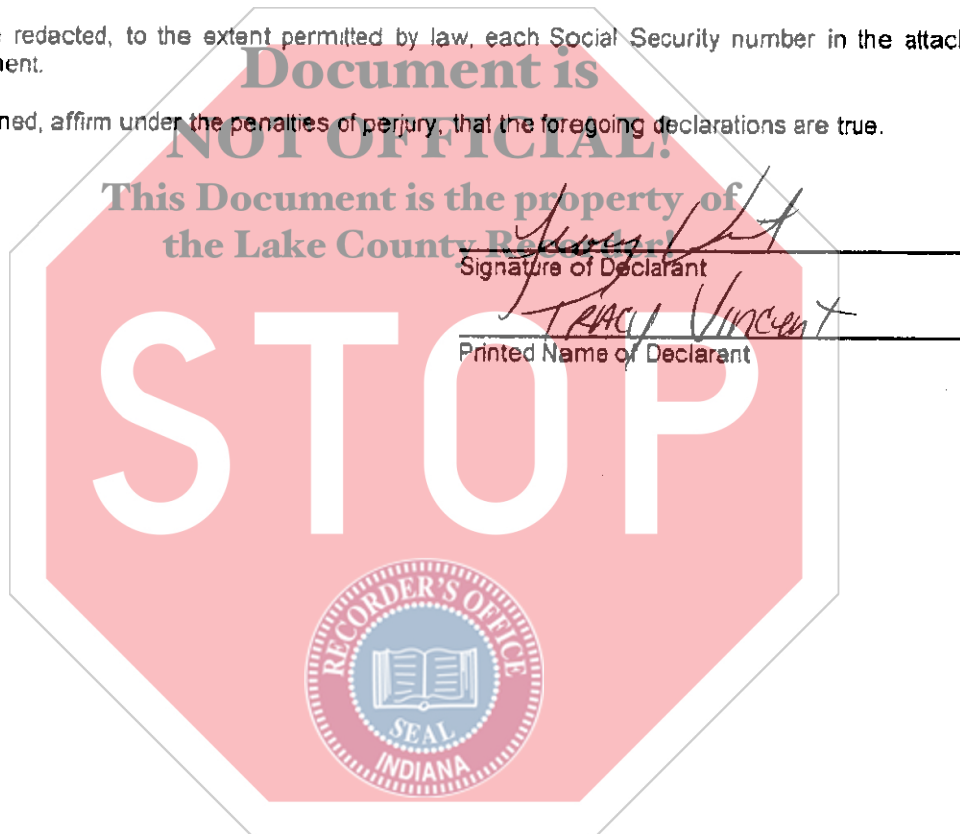 redacted, to the extent permitted by law, each Social Security number in the attac
ent.
Document is
ned, affirm under the penalties of perjury, that the foregoing declarations are true.
NOT OFFICIAL!
This Document is the property of
the Lake County Recorder!
Signature of Declarant
TRACY Vincent
Printed Name of Declarant
STOP
RECORDER'S OFFICE
SEAL
INDIANA